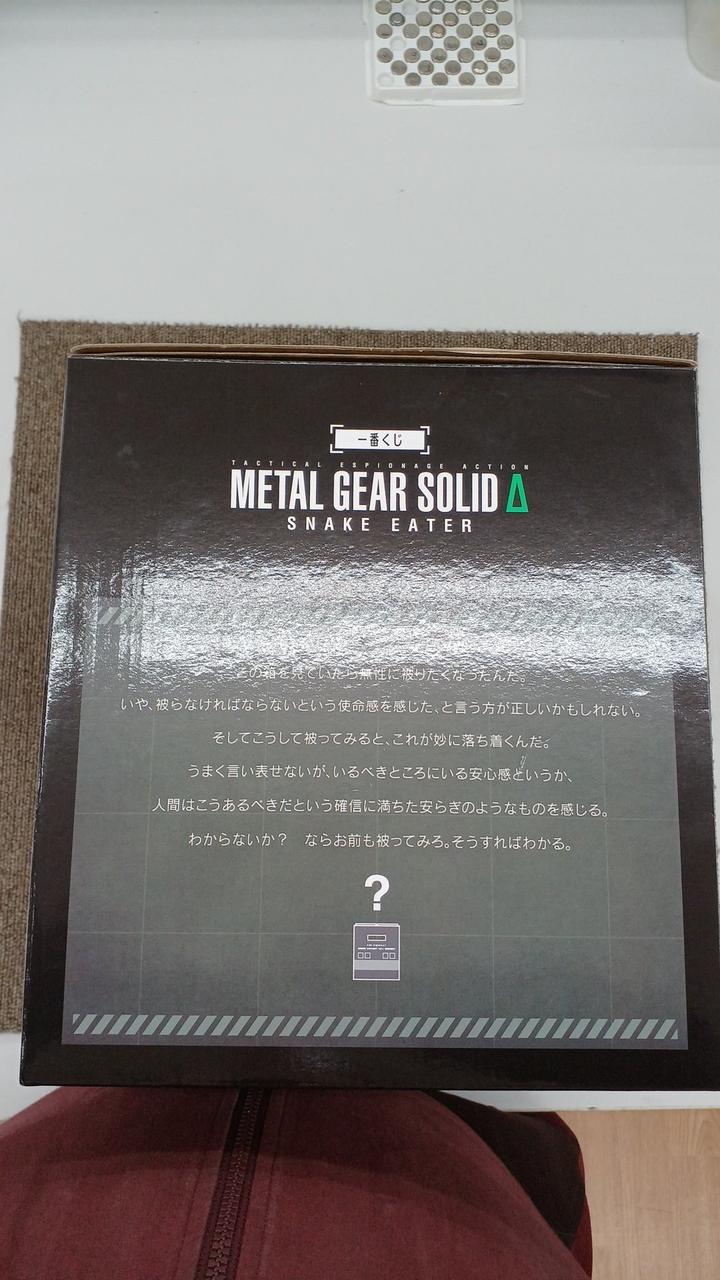 一番くじ
TACTICAL ESPIONAGE ACTION
METAL GEAR SOLID Δ
SNAKE EATER
この箱を見ていたら無性に被りたくなったんだ。
いや、被らなければならないという使命感を感じた、と言う方が正しいかもしれない。
そしてこうして被ってみると、これが妙に落ち着くんだ。
うまく言い表せないが、いるべきところにいる安心感というか、
人間はこうあるべきだという確信に満ちた安らぎのようなものを感じる。
わからないか？　ならお前も被ってみろ。そうすればわかる。
?